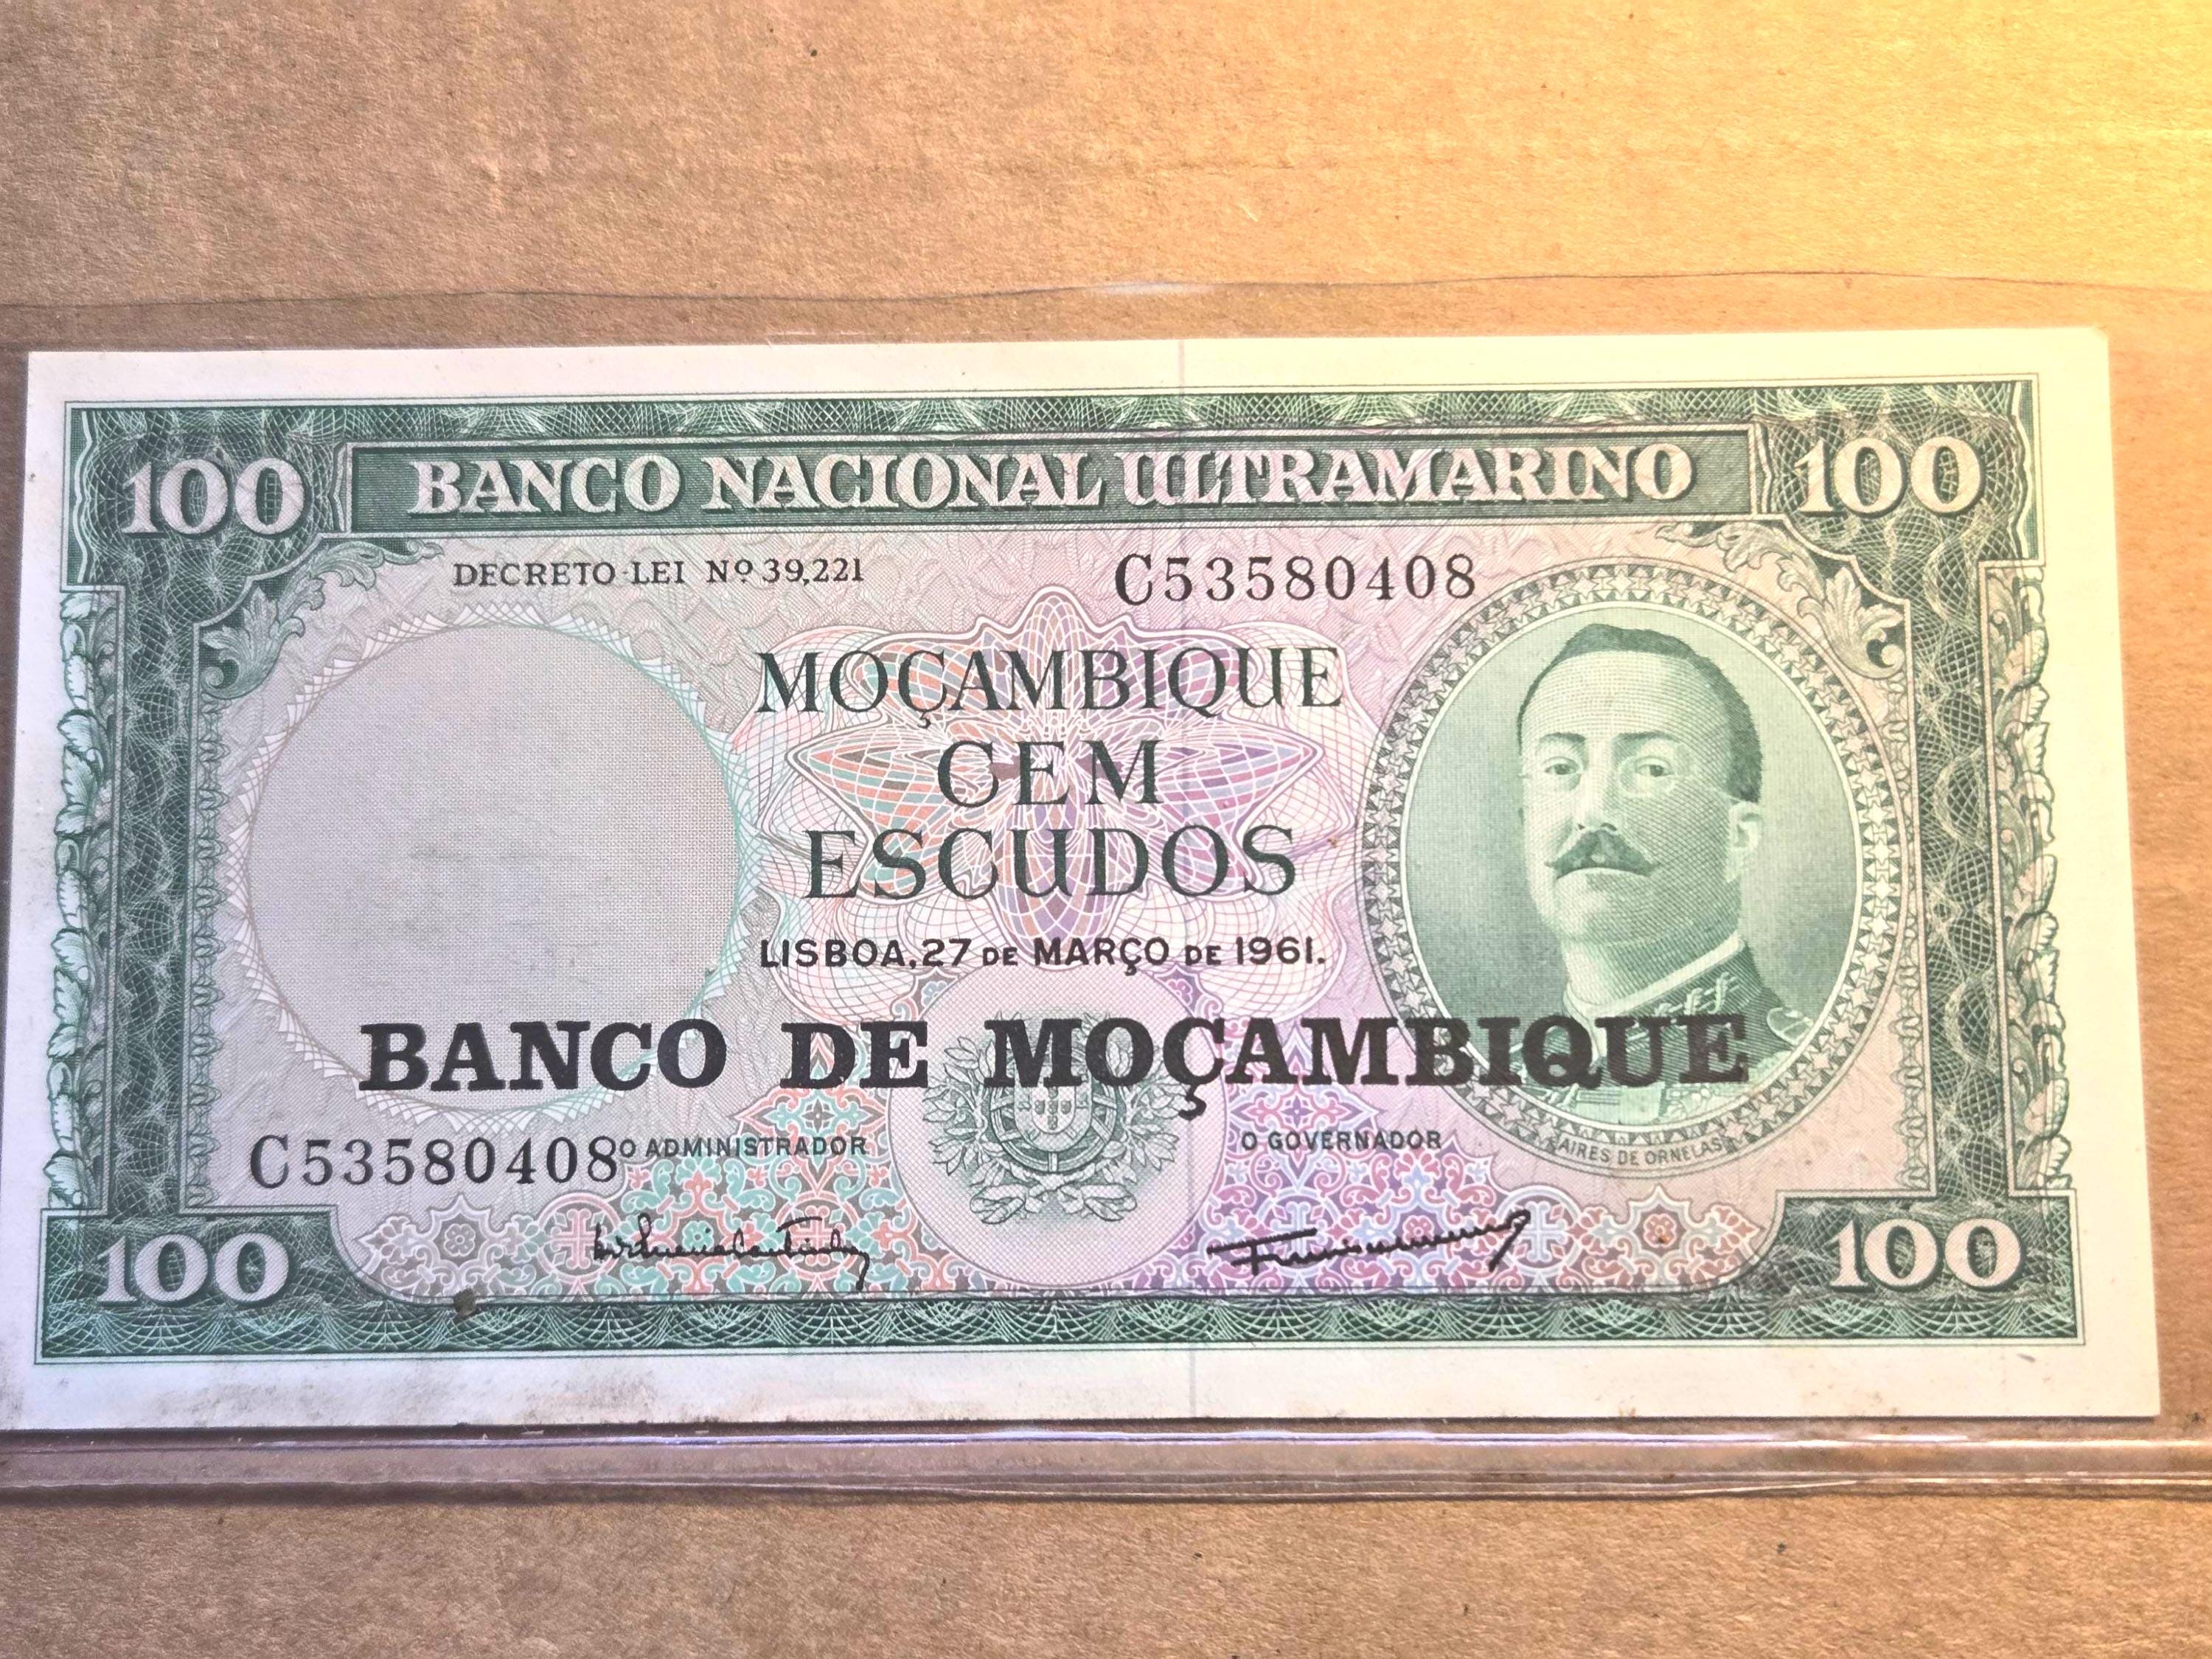 100 BANCO NACIONAL ULTRAMARINO 100
DECRETO-LEI Nº 39,221 C53580408
MOÇAMBIQUE
CEM
ESCUDOS
LISBOA, 27 DE MARÇO DE 1961.
BANCO DE MOÇAMBIQUE
C53580408 O ADMINISTRADOR O GOVERNADOR
AIRES DE ORNELAS
100 100